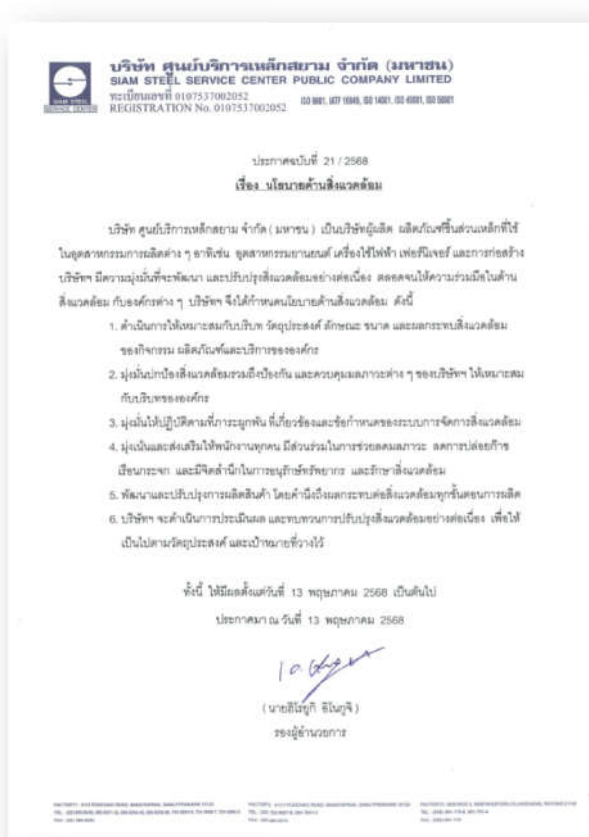 บริษัท ศูนย์บริการเหล็กสยาม จำกัด (มหาชน)
SIAM STEEL SERVICE CENTER PUBLIC COMPANY LIMITED
ทะเบียนเลขที่ 0107537002052
ISO 9001, IATF 16949, ISO 14001, ISO 45001, ISO 50001
REGISTRATION No. 0107537002052
SIAM STEEL
SERVICE CENTER
ประกาศฉบับที่ 21 / 2568
เรื่อง นโยบายด้านสิ่งแวดล้อม
บริษัท ศูนย์บริการเหล็กสยาม จำกัด ( มหาชน ) เป็นบริษัทผู้ผลิต ผลิตภัณฑ์ชิ้นส่วนเหล็กที่ใช้
ในอุตสาหกรรมการผลิตต่าง ๆ อาทิเช่น อุตสาหกรรมยานยนต์ เครื่องใช้ไฟฟ้า เฟอร์นิเจอร์ และการก่อสร้าง
บริษัทฯ มีความมุ่งมั่นที่จะพัฒนา และปรับปรุงสิ่งแวดล้อมอย่างต่อเนื่อง ตลอดจนให้ความร่วมมือในด้าน
สิ่งแวดล้อม กับองค์กรต่าง ๆ บริษัทฯ จึงได้กำหนดนโยบายด้านสิ่งแวดล้อม ดังนี้
1. ดำเนินการให้เหมาะสมกับบริบท วัตถุประสงค์ ลักษณะ ขนาด และผลกระทบสิ่งแวดล้อม
ของกิจกรรม ผลิตภัณฑ์และบริการขององค์กร
2. มุ่งมั่นปกป้องสิ่งแวดล้อมรวมถึงป้องกัน และควบคุมมลภาวะต่าง ๆ ของบริษัทฯ ให้เหมาะสม
กับบริบทขององค์กร
3. มุ่งมั่นให้ปฏิบัติตามที่ภาระผูกพัน ที่เกี่ยวข้องและข้อกำหนดของระบบการจัดการสิ่งแวดล้อม
4. มุ่งเน้นและส่งเสริมให้พนักงานทุกคน มีส่วนร่วมในการช่วยลดมลภาวะ ลดการปล่อยก๊าซ
เรือนกระจก และมีจิตสำนึกในการอนุรักษ์ทรัพยากร และรักษาสิ่งแวดล้อม
5. พัฒนาและปรับปรุงการผลิตสินค้า โดยคำนึงถึงผลกระทบต่อสิ่งแวดล้อมทุกขั้นตอนการผลิต
6. บริษัทฯ จะดำเนินการประเมินผล และทบทวนการปรับปรุงสิ่งแวดล้อมอย่างต่อเนื่อง เพื่อให้
เป็นไปตามวัตถุประสงค์ และเป้าหมายที่วางไว้
ทั้งนี้ ให้มีผลตั้งแต่วันที่ 13 พฤษภาคม 2568 เป็นต้นไป
ประกาศมา ณ วันที่ 13 พฤษภาคม 2568
( นายฮิโรยูกิ อิโนกูจิ )
รองผู้อำนวยการ